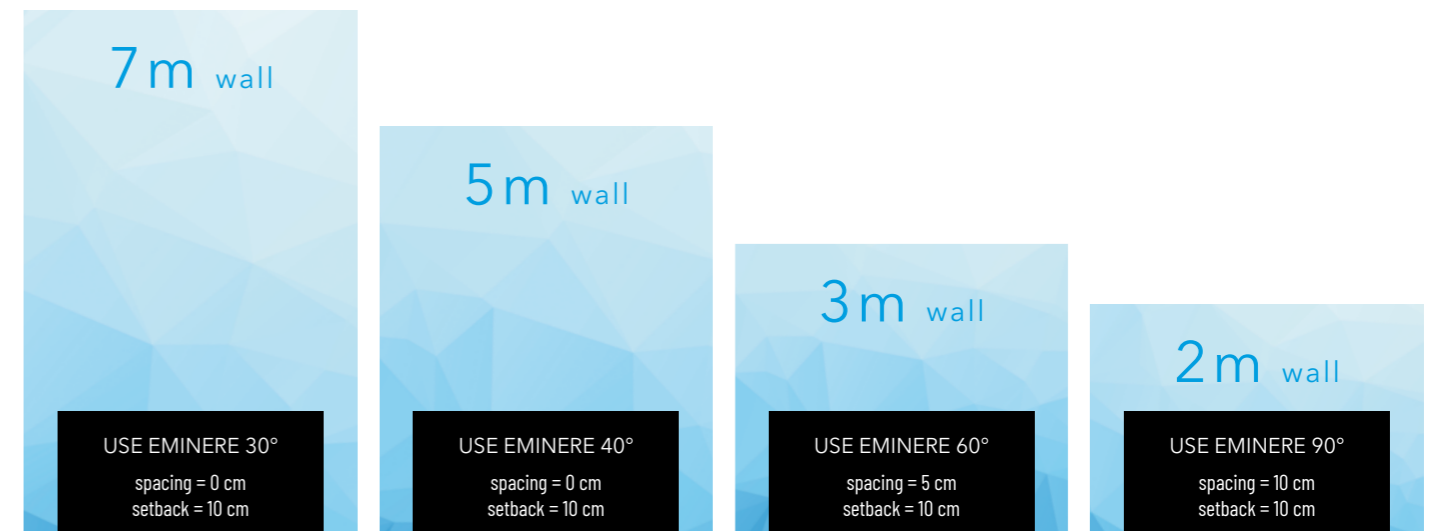 7m wall
USE EMINERE 30°
spacing = 0 cm
setback = 10 cm
5m wall
USE EMINERE 40°
spacing = 0 cm
setback = 10 cm
3m wall
USE EMINERE 60°
spacing = 5 cm
setback = 10 cm
2m wall
USE EMINERE 90°
spacing = 10 cm
setback = 10 cm